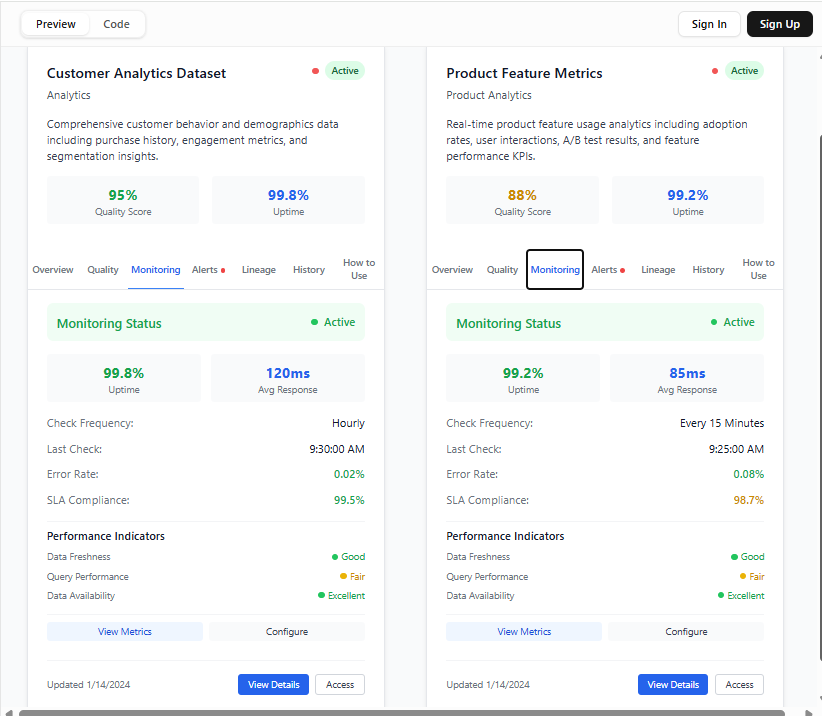 Preview Code Sign In Sign Up
Customer Analytics Dataset Active
Analytics
Comprehensive customer behavior and demographics data
including purchase history, engagement metrics, and
segmentation insights.
95% 99.8%
Quality Score Uptime
Overview Quality Monitoring Alerts Lineage History How to
Use
Monitoring Status Active
99.8% 120ms
Uptime Avg Response
Check Frequency: Hourly
Last Check: 9:30:00 AM
Error Rate: 0.02%
SLA Compliance: 99.5%
Performance Indicators
Data Freshness Good
Query Performance Fair
Data Availability Excellent
View Metrics Configure
Updated 1/14/2024 View Details Access
Product Feature Metrics Active
Product Analytics
Real-time product feature usage analytics including adoption
rates, user interactions, A/B test results, and feature
performance KPIs.
88% 99.2%
Quality Score Uptime
Overview Quality Monitoring Alerts Lineage History How to
Use
Monitoring Status Active
99.2% 85ms
Uptime Avg Response
Check Frequency: Every 15 Minutes
Last Check: 9:25:00 AM
Error Rate: 0.08%
SLA Compliance: 98.7%
Performance Indicators
Data Freshness Good
Query Performance Fair
Data Availability Excellent
View Metrics Configure
Updated 1/14/2024 View Details Access